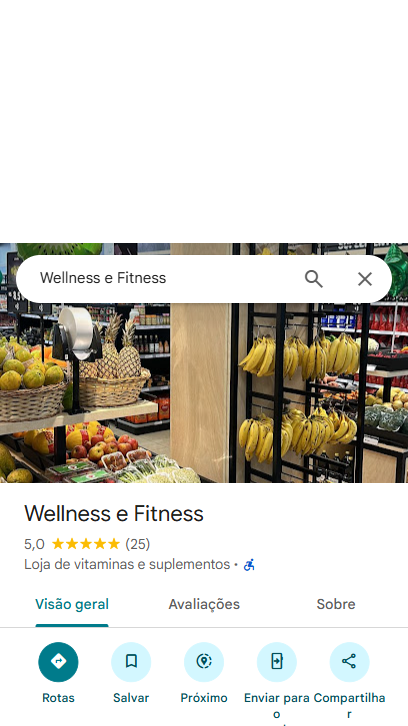 Wellness e Fitness
Wellness e Fitness
5,0 (25)
Loja de vitaminas e suplementos ·
Visão geral Avaliações Sobre
Rotas Salvar Próximo Enviar para o Compartilhar